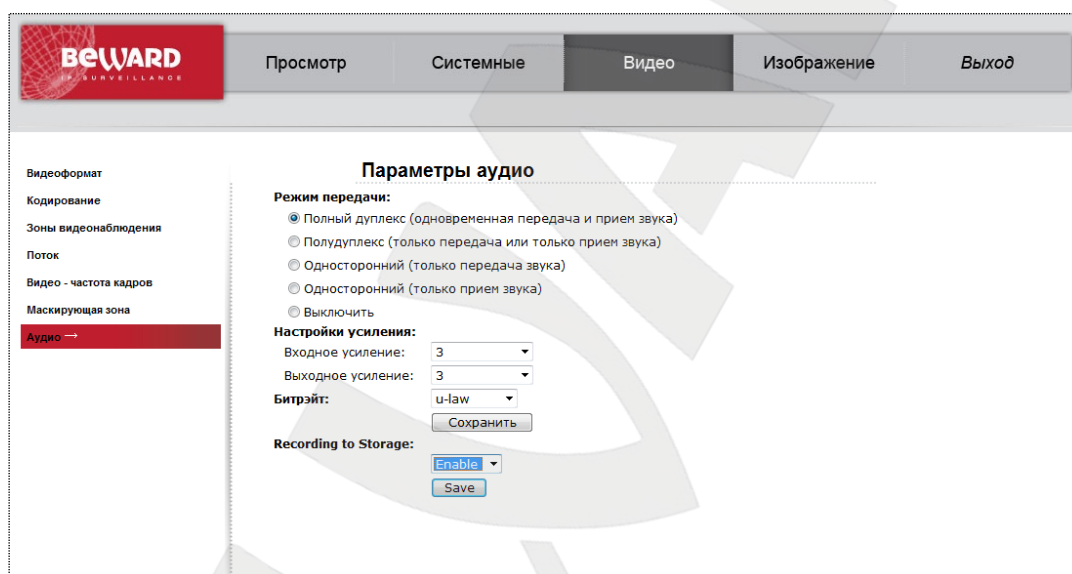 BEWARD
IP SURVEILLANCE
Просмотр
Системные
Видео
Изображение
Выход
Видеоформат
Кодирование
Зоны видеонаблюдения
Поток
Видео - частота кадров
Маскирующая зона
Аудио →
Параметры аудио
Режим передачи:
Полный дуплекс (одновременная передача и прием звука)
Полудуплекс (только передача или только прием звука)
Односторонний (только передача звука)
Односторонний (только прием звука)
Выключить
Настройки усиления:
Входное усиление: 3
Выходное усиление: 3
Битрэйт: u-law
Сохранить
Recording to Storage:
Enable
Save